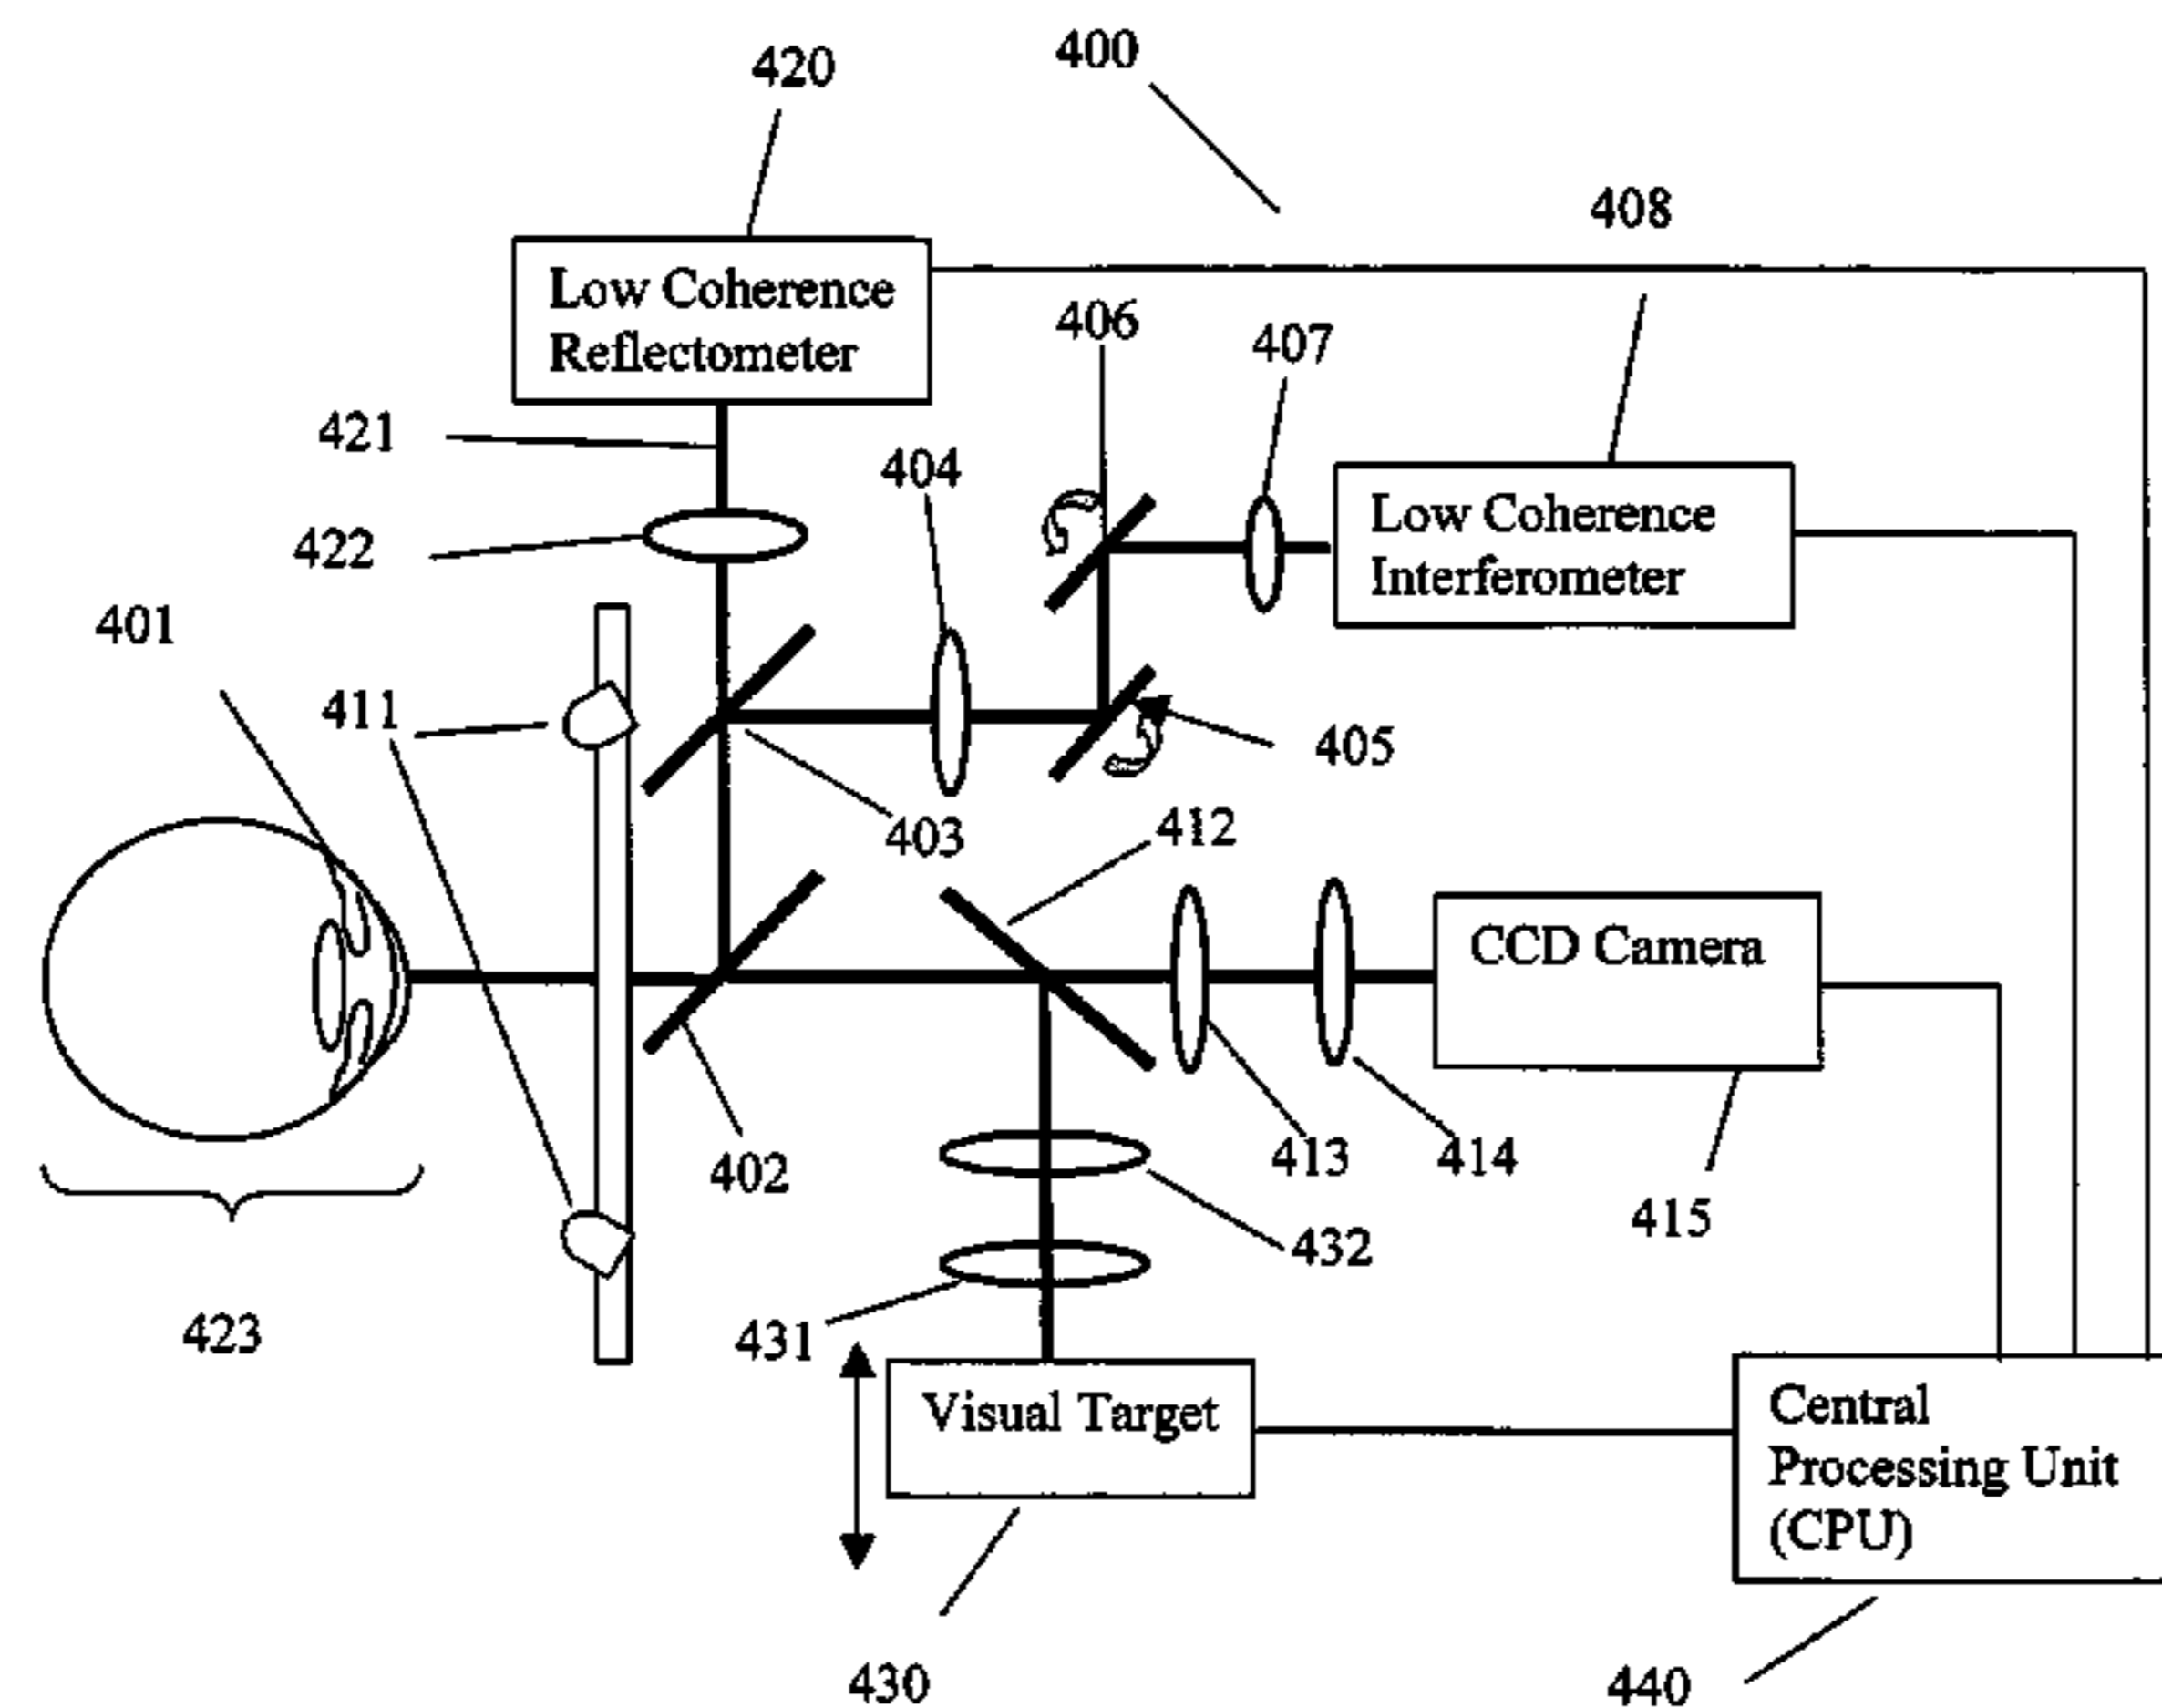 400
420
408
Low Coherence
Reflectometer
406
407
421
404
422
Low Coherence
Interferometer
401
411
405
403
412
CCD Camera
402
413
414
415
432
423
431
Visual Target
Central
Processing Unit
(CPU)
430
440